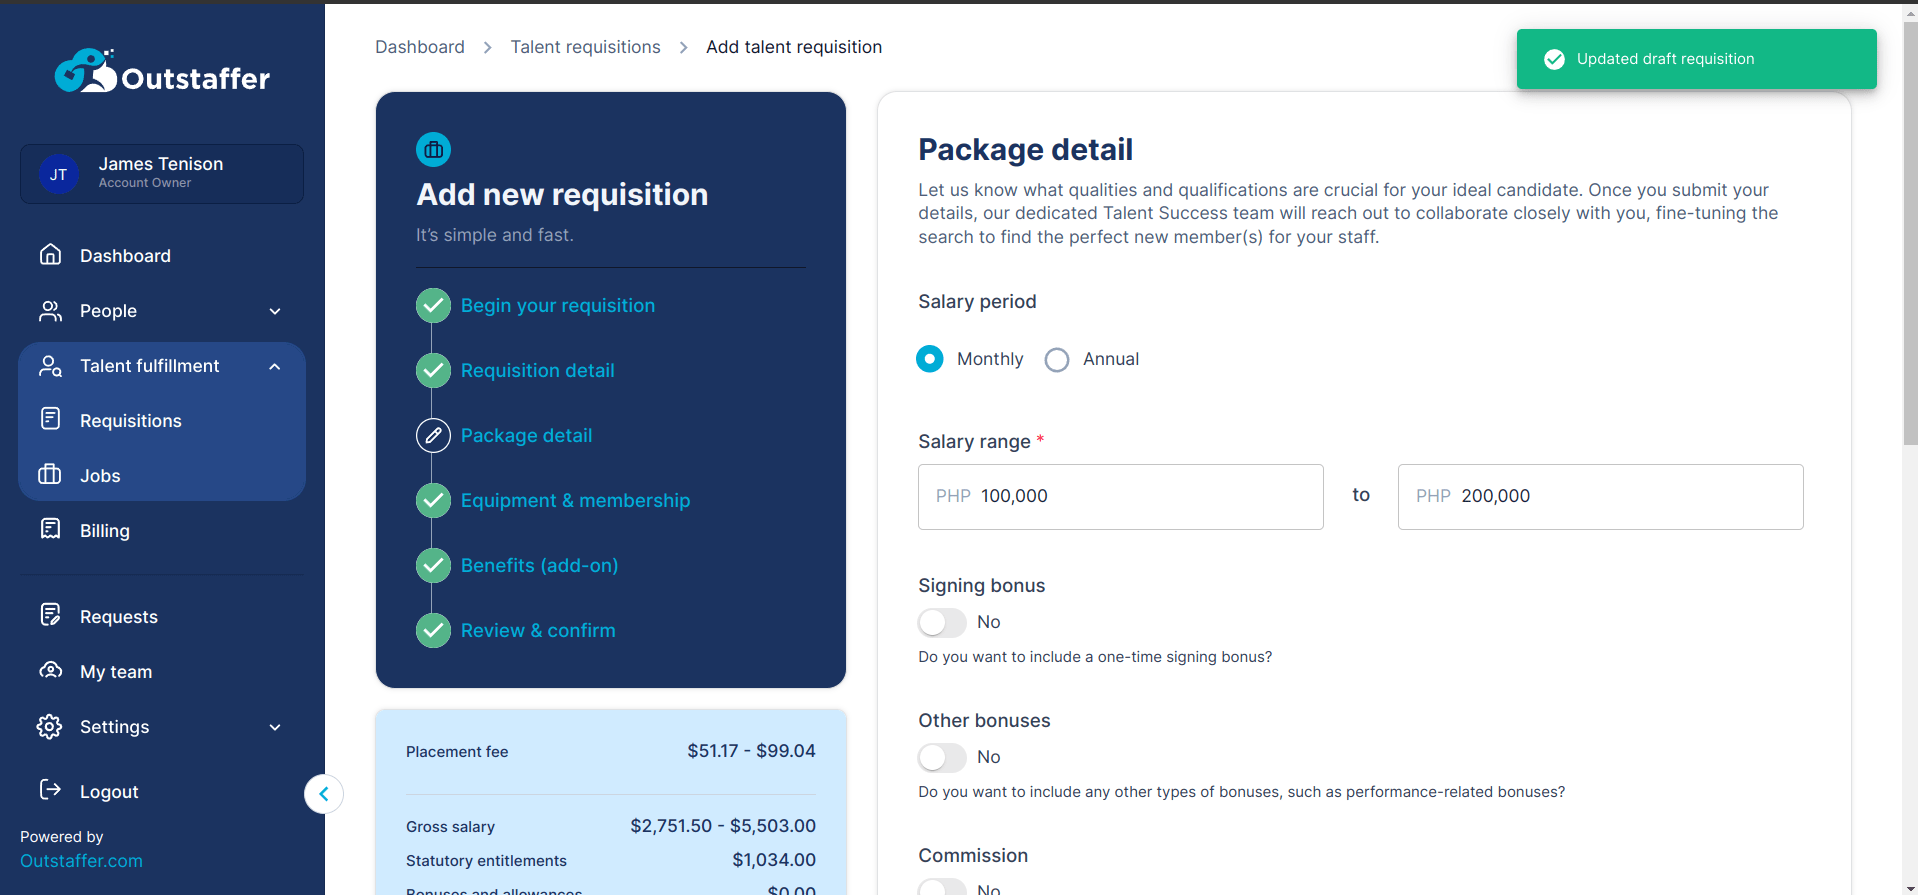 Outstaffer
JT
James Tenison
Account Owner
Dashboard
People
Talent fulfillment
Requisitions
Jobs
Billing
Requests
My team
Settings
Logout
Powered by
Outstaffer.com
Dashboard > Talent requisitions > Add talent requisition
Updated draft requisition
Add new requisition
It's simple and fast.
Begin your requisition
Requisition detail
Package detail
Equipment & membership
Benefits (add-on)
Review & confirm
Placement fee $51.17 - $99.04
Gross salary $2,751.50 - $5,503.00
Statutory entitlements $1,034.00
Bonuses and allowances $0.00
Package detail
Let us know what qualities and qualifications are crucial for your ideal candidate. Once you submit your
details, our dedicated Talent Success team will reach out to collaborate closely with you, fine-tuning the
search to find the perfect new member(s) for your staff.
Salary period
Monthly Annual
Salary range *
PHP 100,000 to PHP 200,000
Signing bonus
No
Do you want to include a one-time signing bonus?
Other bonuses
No
Do you want to include any other types of bonuses, such as performance-related bonuses?
Commission
No